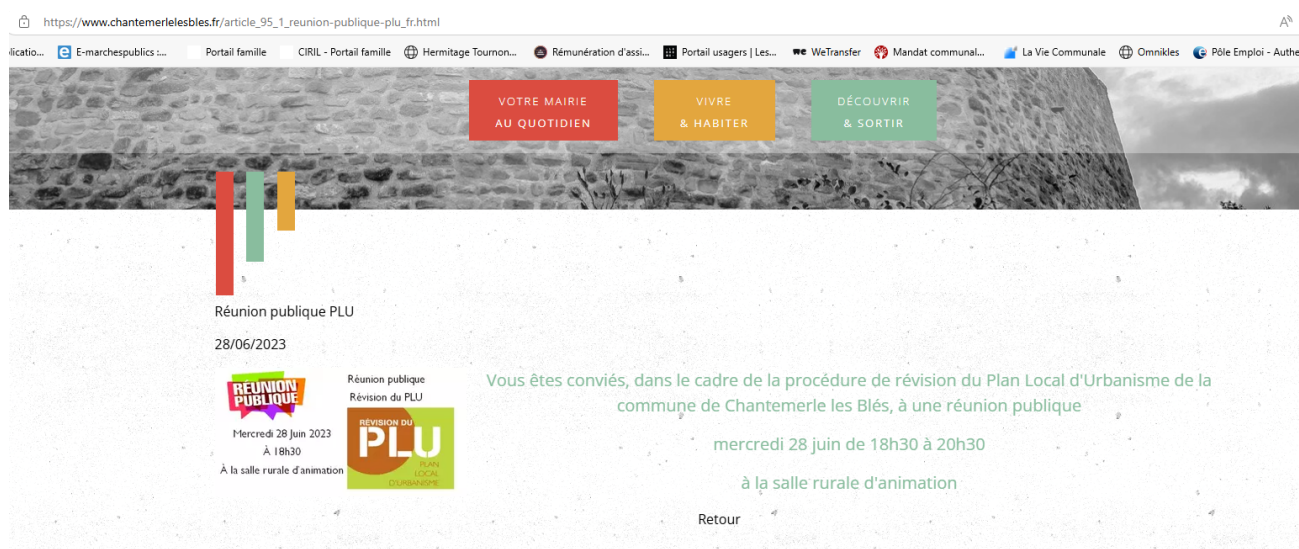 https://www.chantemerlelesbles.fr/article_95_1_reunion-publique-plu_fr.html
E-marchespublics :... Portail famille CIRIL - Portail famille Hermitage Tournon... Rémunération d'assi... Portail usagers | Les... WeTransfer Mandat communal... La Vie Communale Omnikles Pôle Emploi - Authe
VOTRE MAIRIE
AU QUOTIDIEN
VIVRE
& HABITER
DÉCOUVRIR
& SORTIR
Réunion publique PLU
28/06/2023
RÉUNION
PUBLIQUE
Mercredi 28 Juin 2023
À 18h30
À la salle rurale d'animation
Réunion publique
Révision du PLU
RÉVISION DU
PLU
PLAN
LOCAL
D'URBANISME
Vous êtes conviés, dans le cadre de la procédure de révision du Plan Local d'Urbanisme de la
commune de Chantemerle les Blés, à une réunion publique
mercredi 28 juin de 18h30 à 20h30
à la salle rurale d'animation
Retour